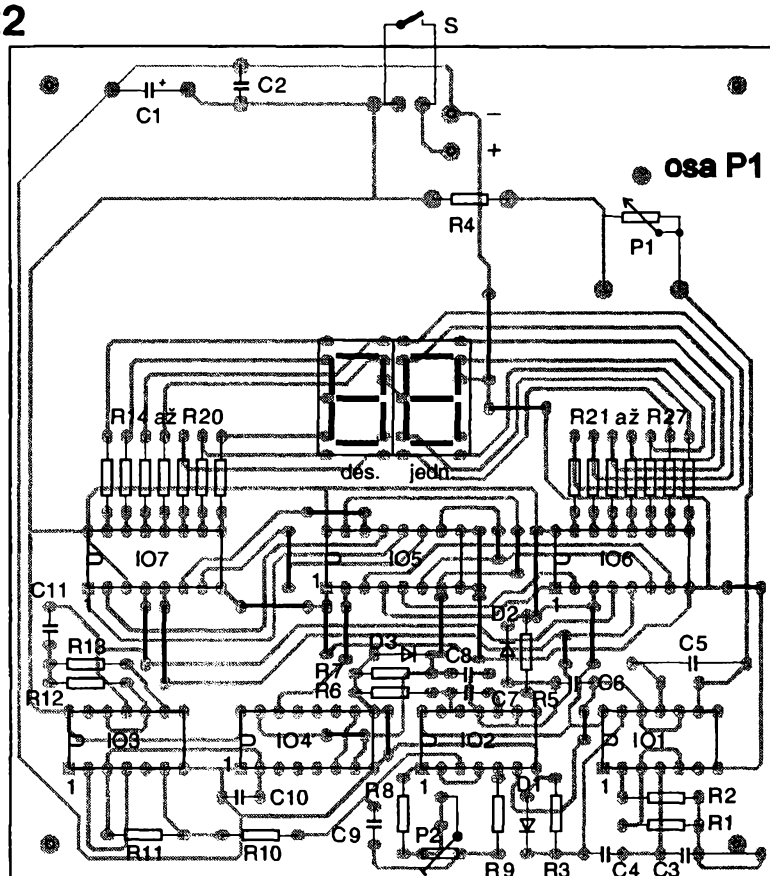 2
S
C2
C1
+
−
+
osa P1
R4
P1
R14 až R20
R21 až R27
des.
jedn.
IO7
IO5
IO6
1
1
1
C11
D2
D3
C8
C5
R13
R7
R12
R6
C7
R5
C6
IO3
IO4
IO2
IO1
1
1
1
1
C10
R8
D1
R2
C9
P2
R1
R11
R10
R9
R3
C4
C3